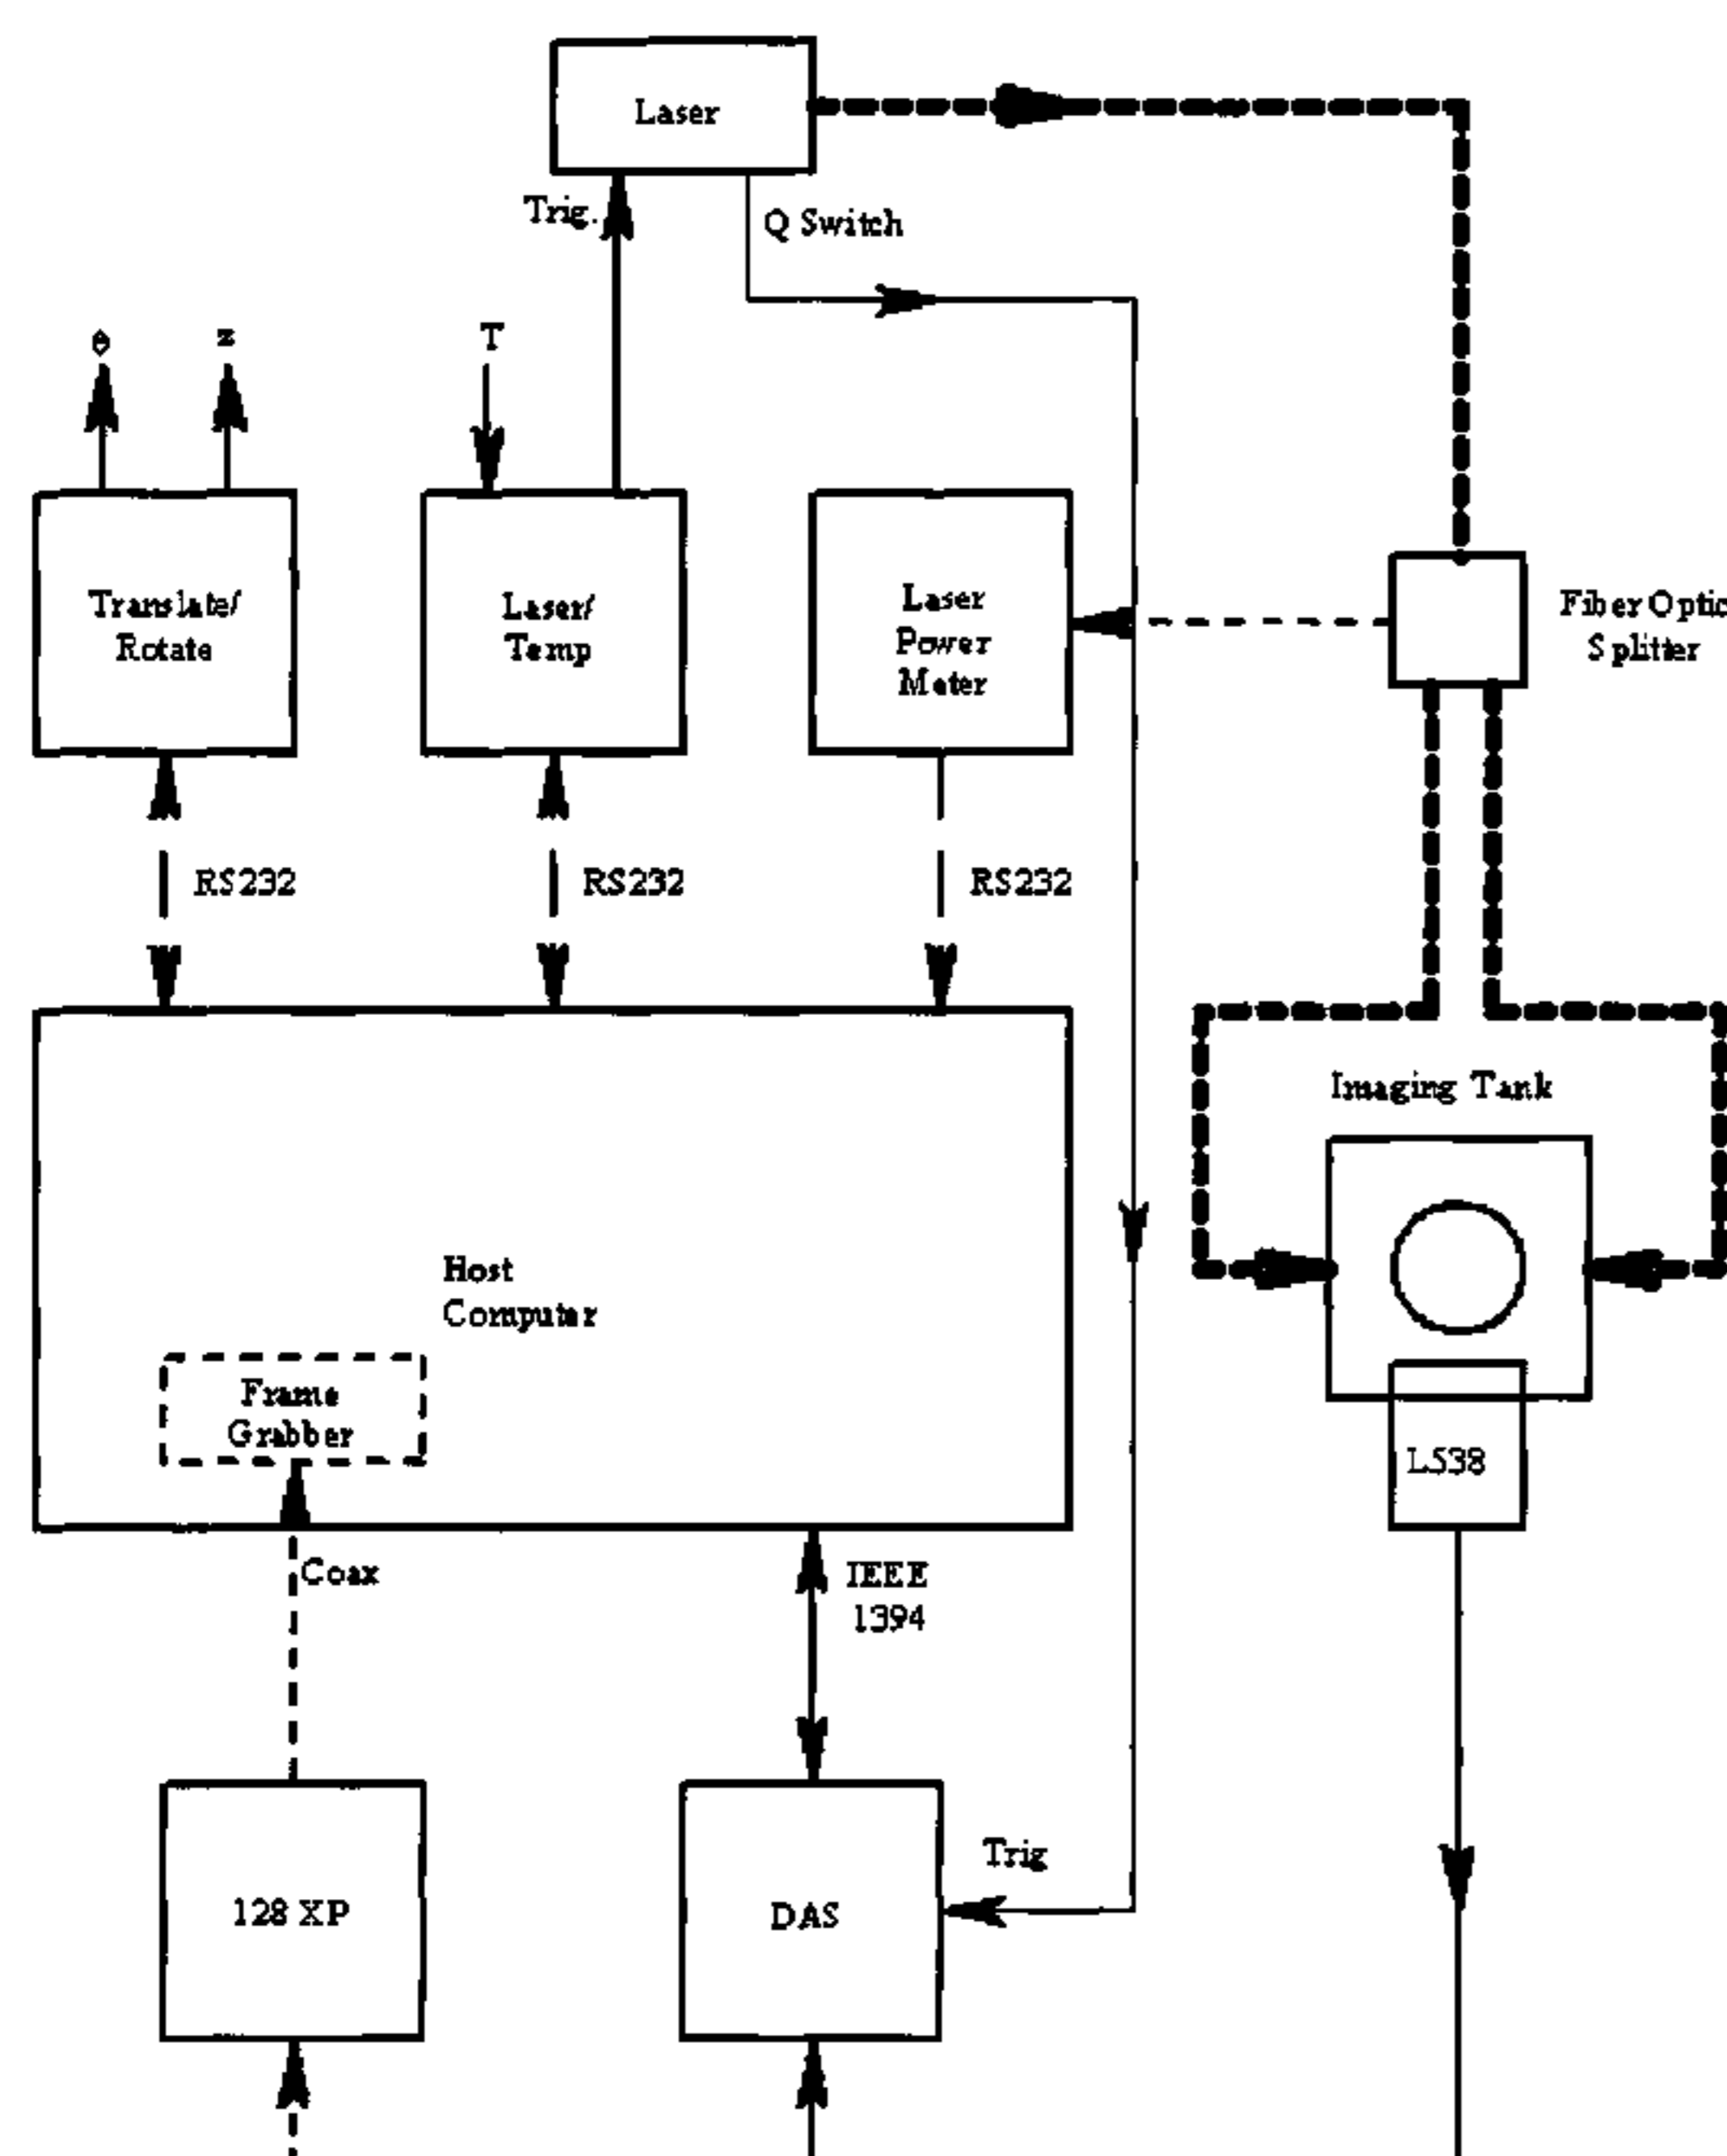 Laser
Trig.
Q Switch
θ
z
T
Translate/
Rotate
Laser/
Temp
Laser
Power
Meter
Fiber Optic
Splitter
RS232
RS232
RS232
Imaging Tank
Host
Computer
Frame
Grabber
L538
Coax
IEEE
1394
Trig
128 XP
DAS